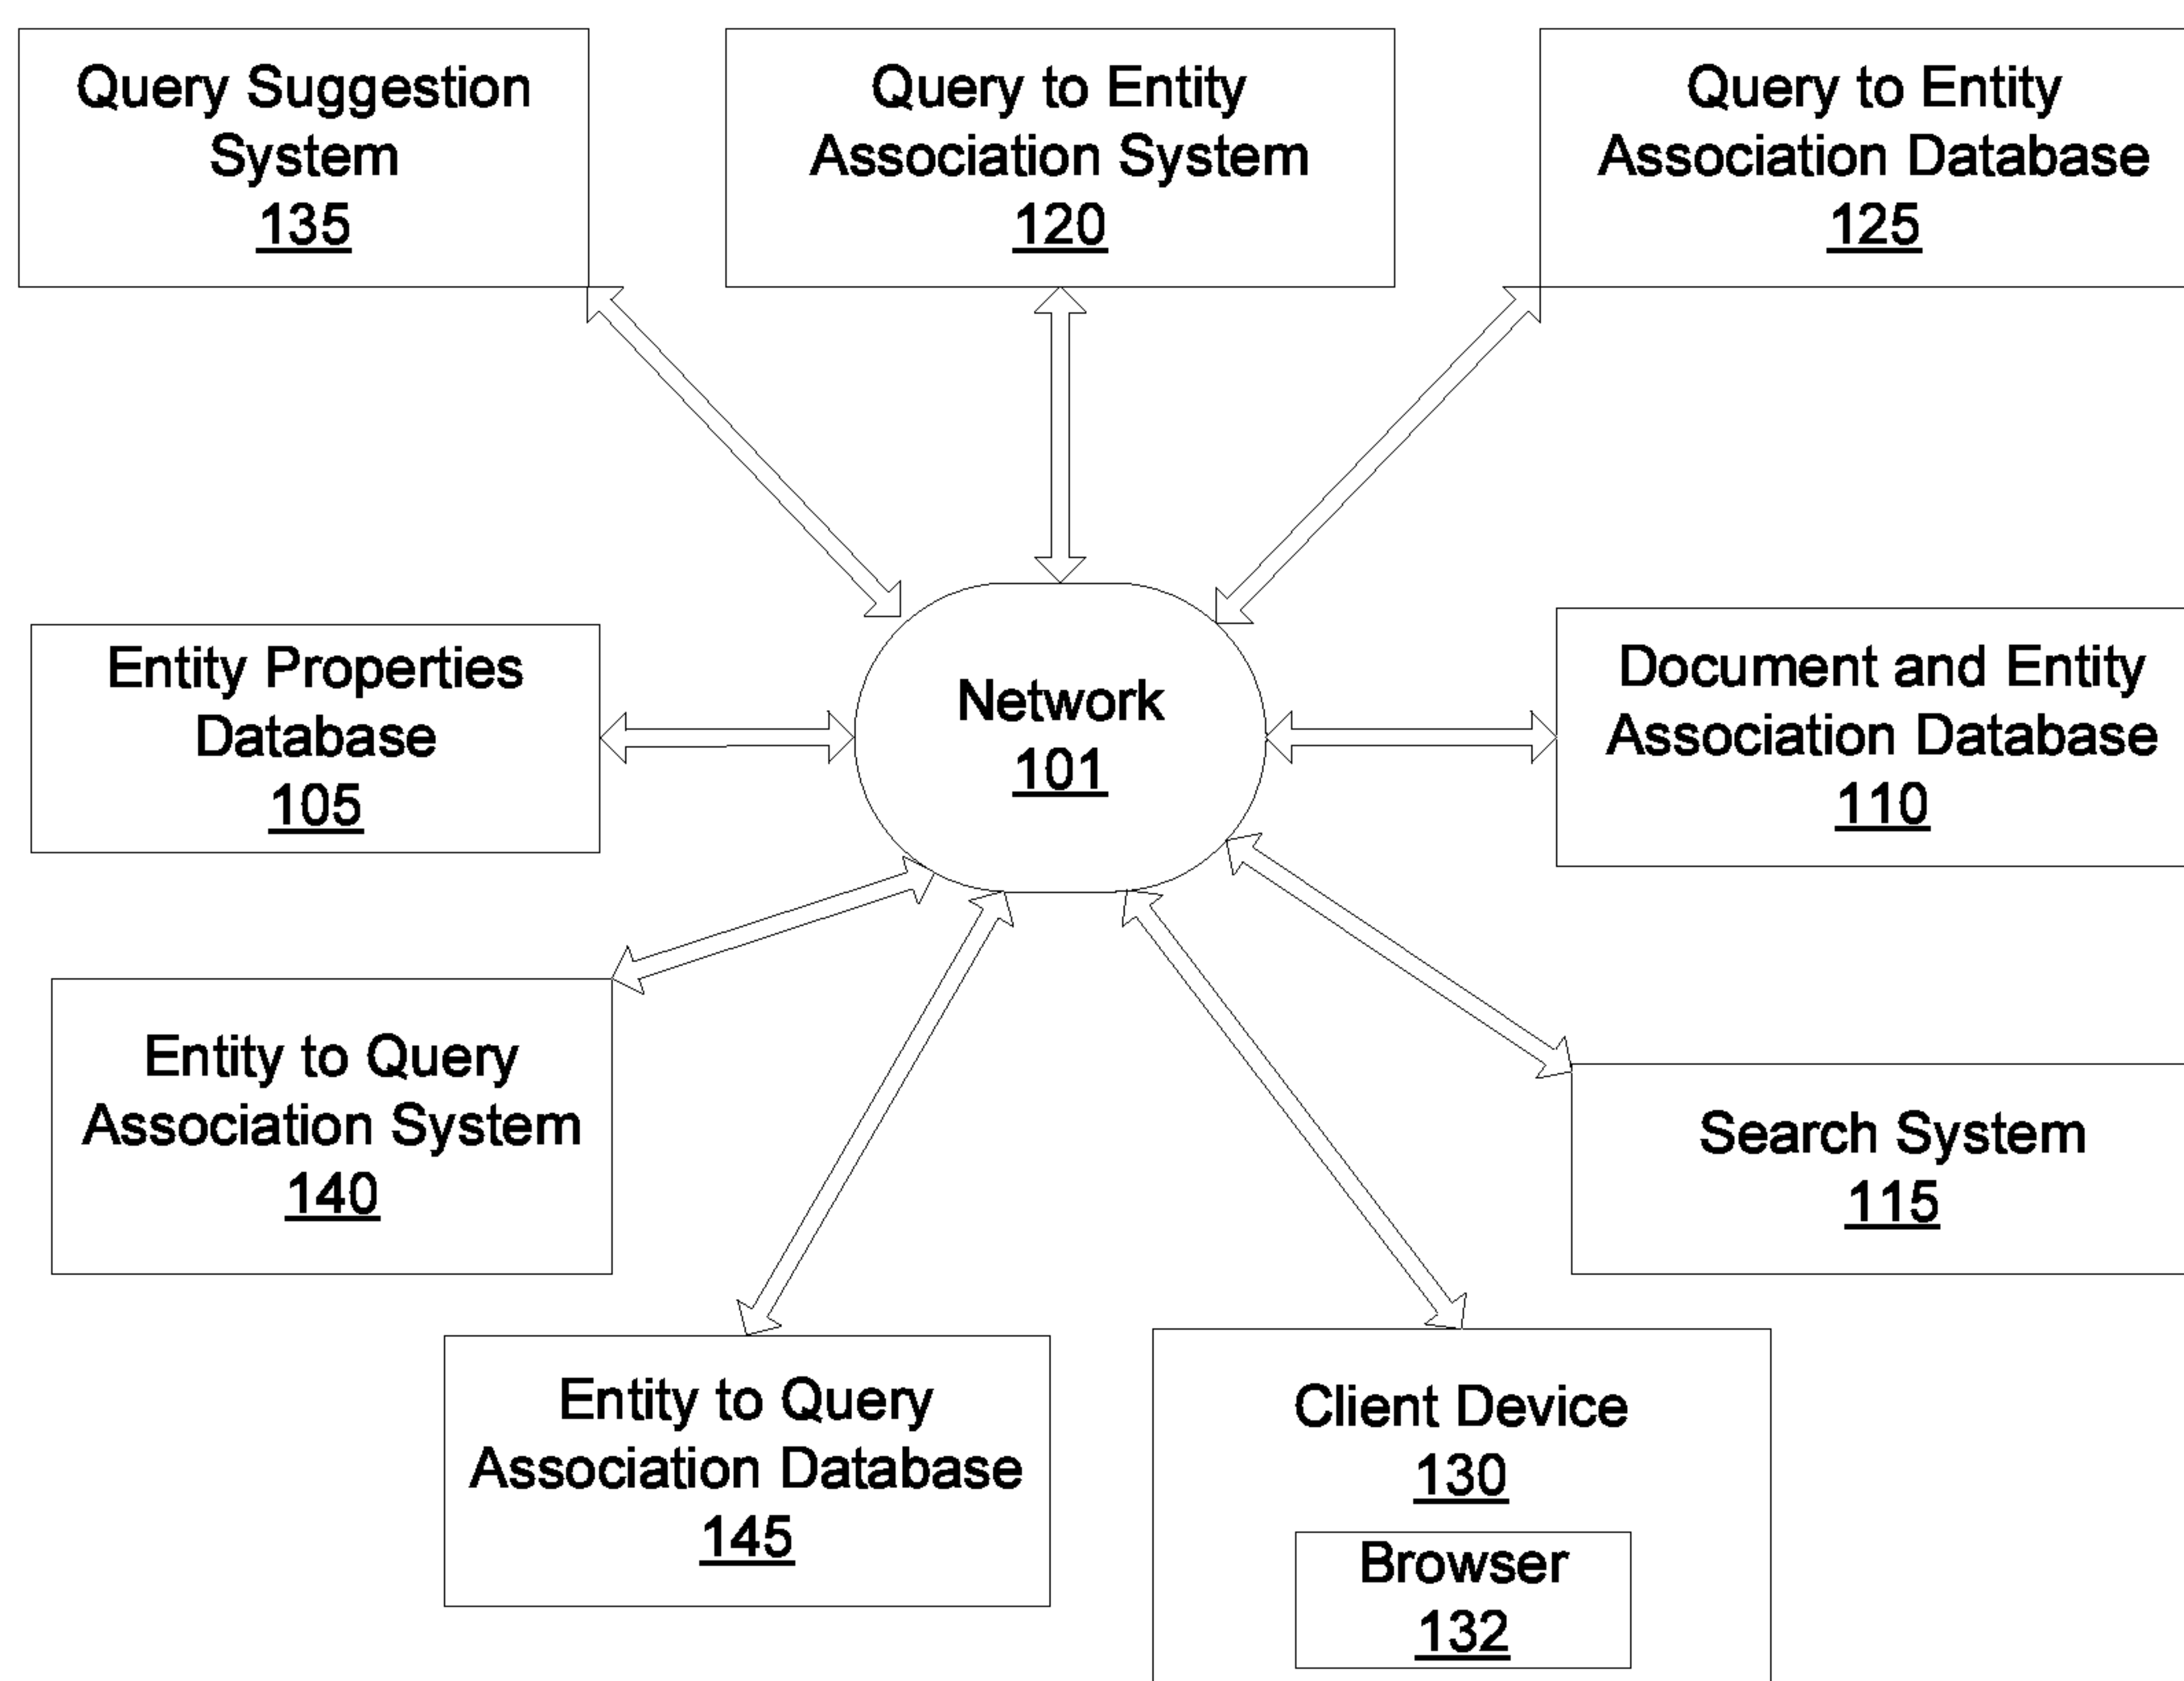 Query Suggestion
System
135
Query to Entity
Association System
120
Query to Entity
Association Database
125
Entity Properties
Database
105
Network
101
Document and Entity
Association Database
110
Entity to Query
Association System
140
Search System
115
Entity to Query
Association Database
145
Client Device
130
Browser
132